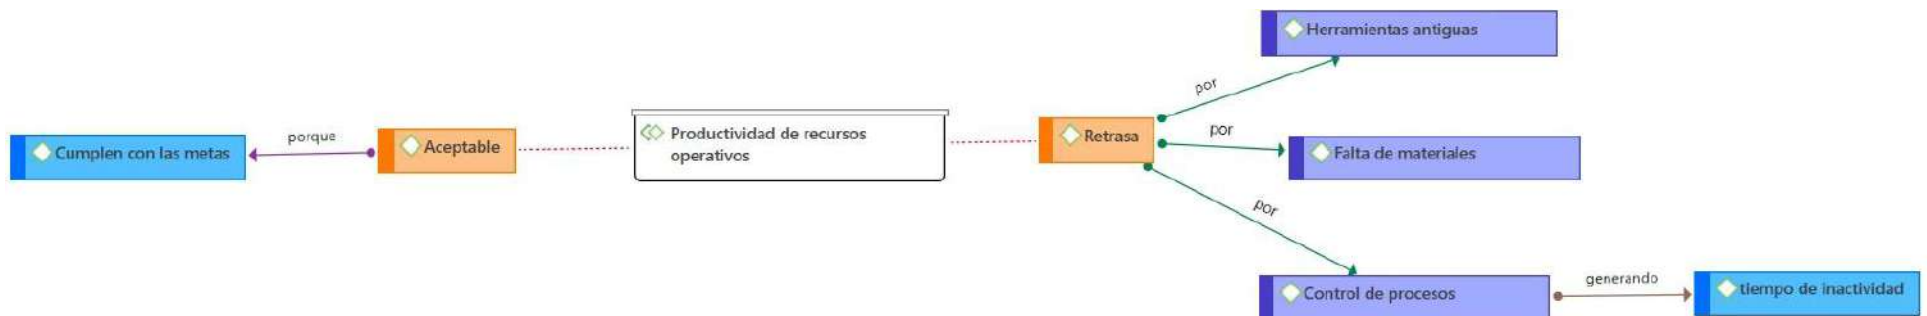 Herramientas antiguas
por
Cumplen con las metas
porque
Aceptable
Productividad de recursos
operativos
Retrasa
por
Falta de materiales
por
Control de procesos
generando
tiempo de inactividad